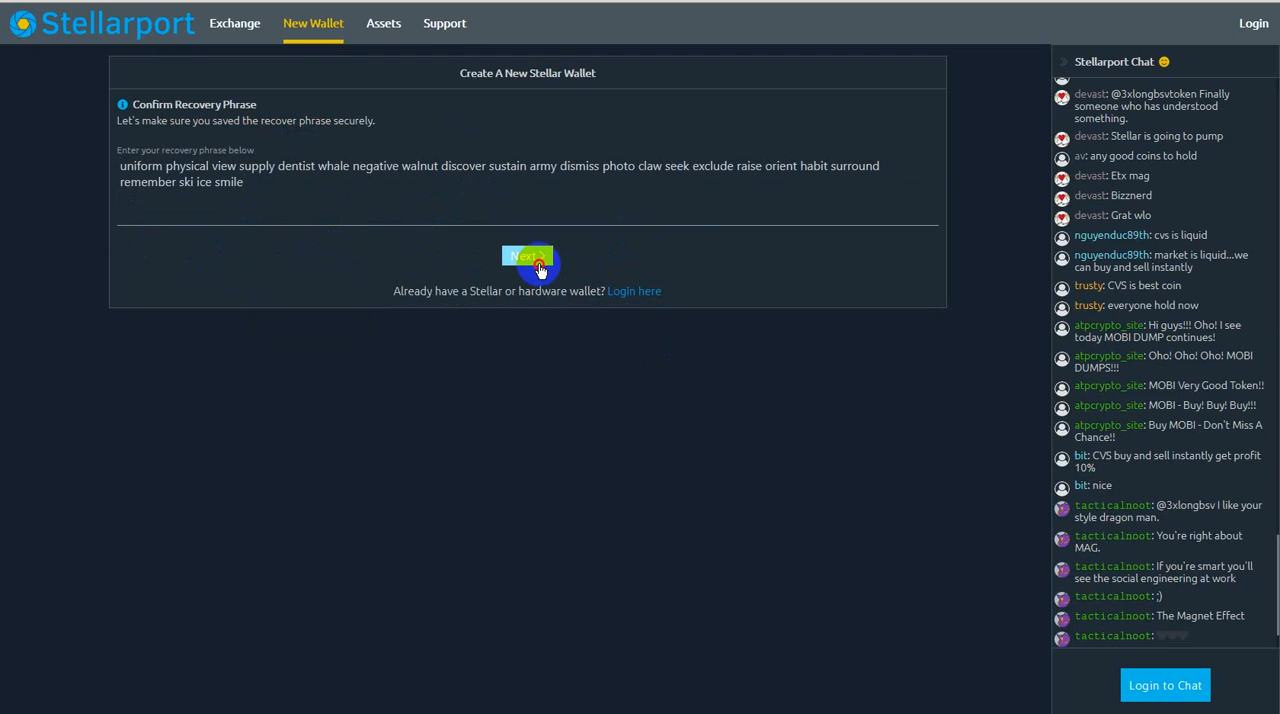 Stellarport
Exchange
New Wallet
Assets
Support
Login
Create A New Stellar Wallet
Confirm Recovery Phrase
Let's make sure you saved the recover phrase securely.
Enter your recovery phrase below
uniform physical view supply dentist whale negative walnut discover sustain army dismiss photo claw seek exclude raise orient habit surround
remember ski ice smile
Next
Already have a Stellar or hardware wallet? Login here
Stellarport Chat
devast: @3xlongbsvtoken Finally
someone who has understood
something.
devast: Stellar is going to pump
av: any good coins to hold
devast: Etx mag
devast: Bizznerd
devast: Grat wlo
nguyenduc89th: cvs is liquid
nguyenduc89th: market is liquid...we
can buy and sell instantly
trusty: CVS is best coin
trusty: everyone hold now
atpcrypto_site: Hi guys!!! Oho! I see
today MOBI DUMP continues!
atpcrypto_site: Oho! Oho! Oho! MOBI
DUMPS!!!
atpcrypto_site: MOBI Very Good Token!!
atpcrypto_site: MOBI - Buy! Buy! Buy!!!
atpcrypto_site: Buy MOBI - Don't Miss A
Chance!!
bit: CVS buy and sell instantly get profit
10%
bit: nice
tacticalnoot: @3xlongbsv I like your
style dragon man.
tacticalnoot: You're right about
MAG.
tacticalnoot: If you're smart you'll
see the social engineering at work
tacticalnoot: ;)
tacticalnoot: The Magnet Effect
tacticalnoot:
Login to Chat